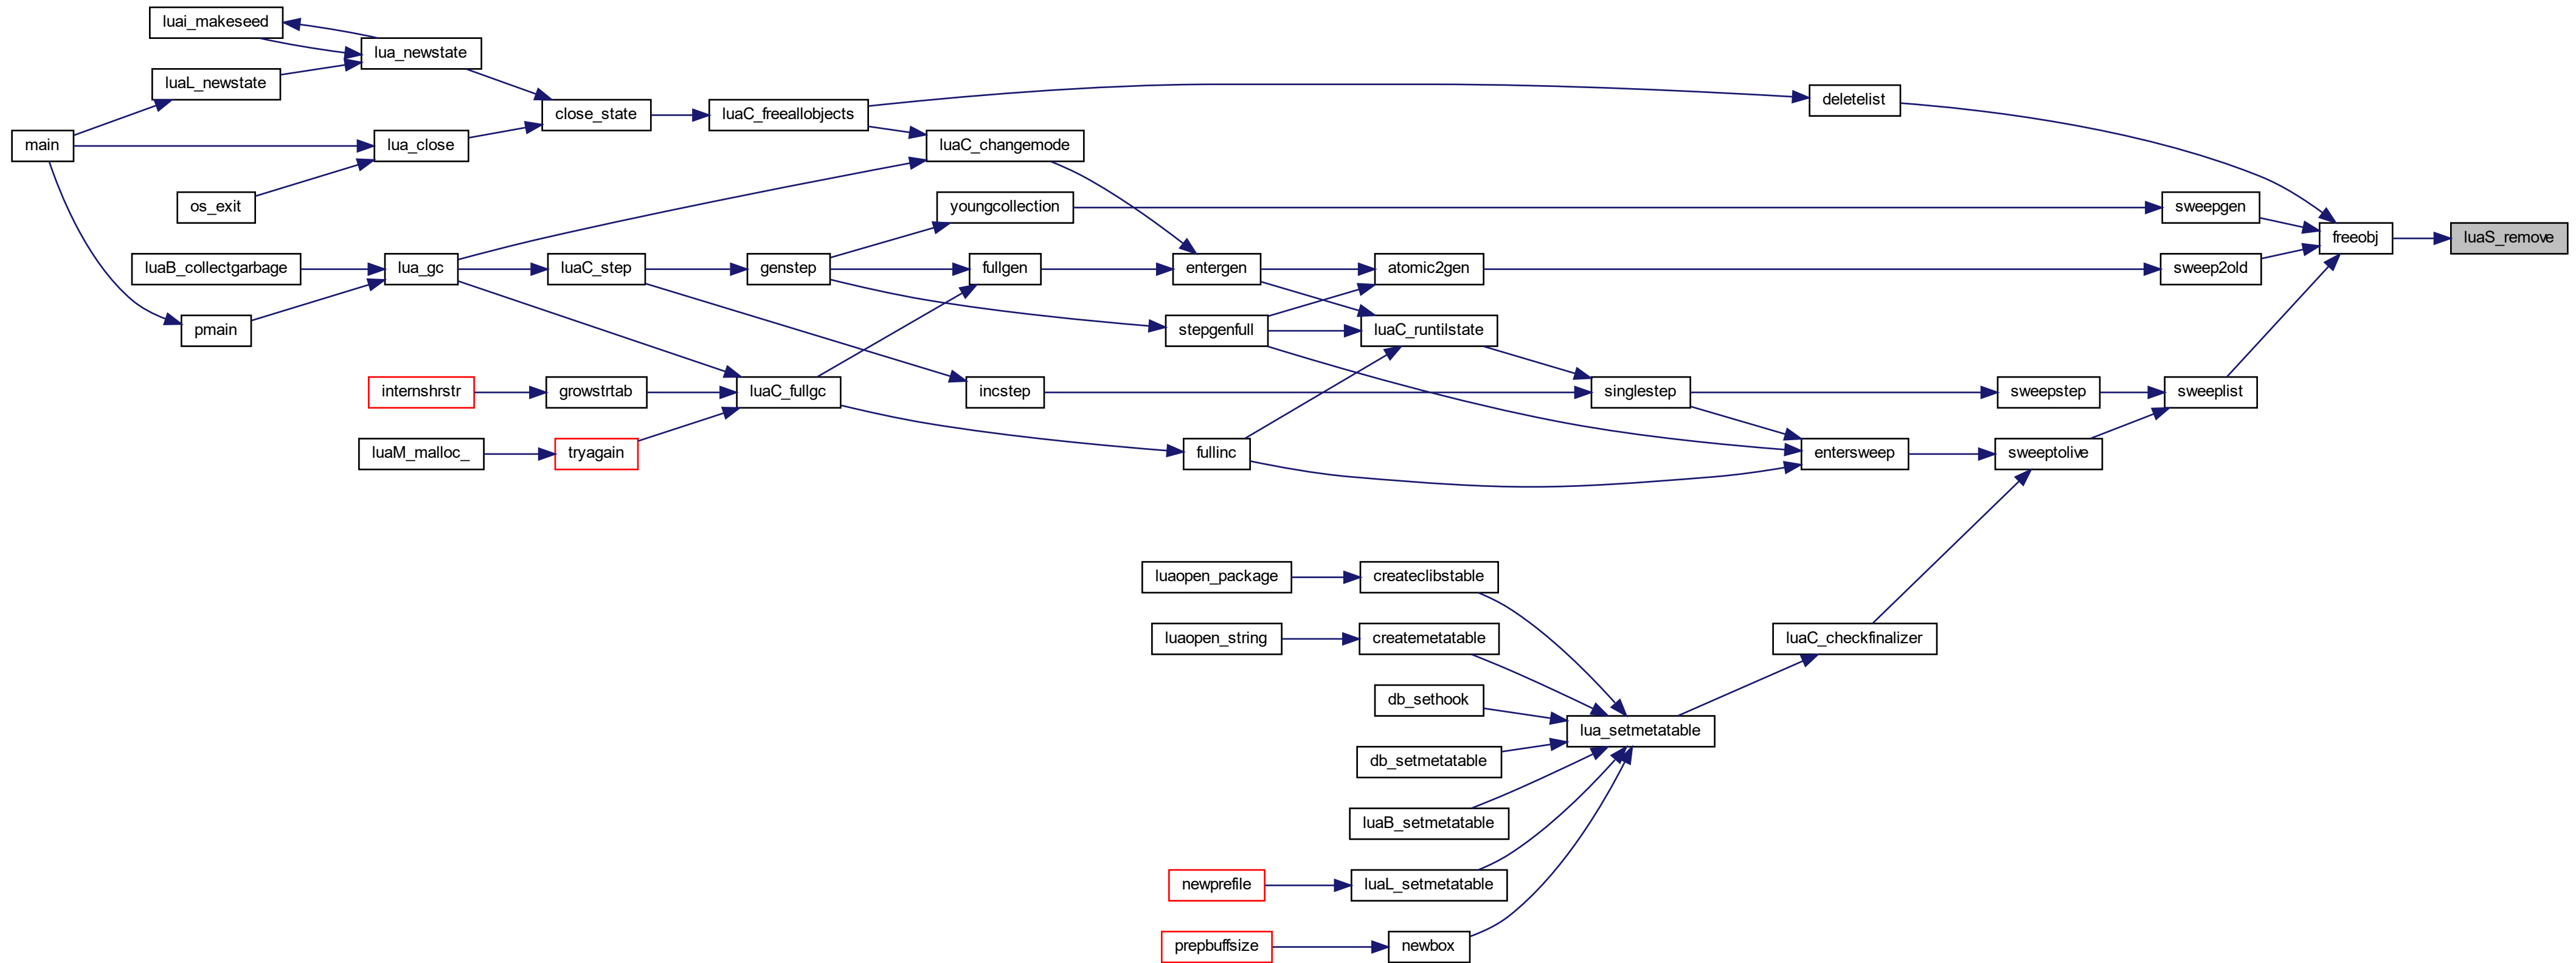 luai_makeseed
lua_newstate
luaL_newstate
deletelist
close_state
luaC_freeallobjects
main
lua_close
luaC_changemode
os_exit
youngcollection
sweepgen
freeobj
luaS_remove
luaB_collectgarbage
lua_gc
luaC_step
genstep
fullgen
entergen
atomic2gen
sweep2old
pmain
stepgenfull
luaC_runtilstate
internshrstr
growstrtab
luaC_fullgc
incstep
singlestep
sweepstep
sweeplist
luaM_malloc_
tryagain
fullinc
entersweep
sweeptolive
luaopen_package
createclibstable
luaopen_string
createmetatable
luaC_checkfinalizer
db_sethook
lua_setmetatable
db_setmetatable
luaB_setmetatable
newprefile
luaL_setmetatable
prepbuffsize
newbox